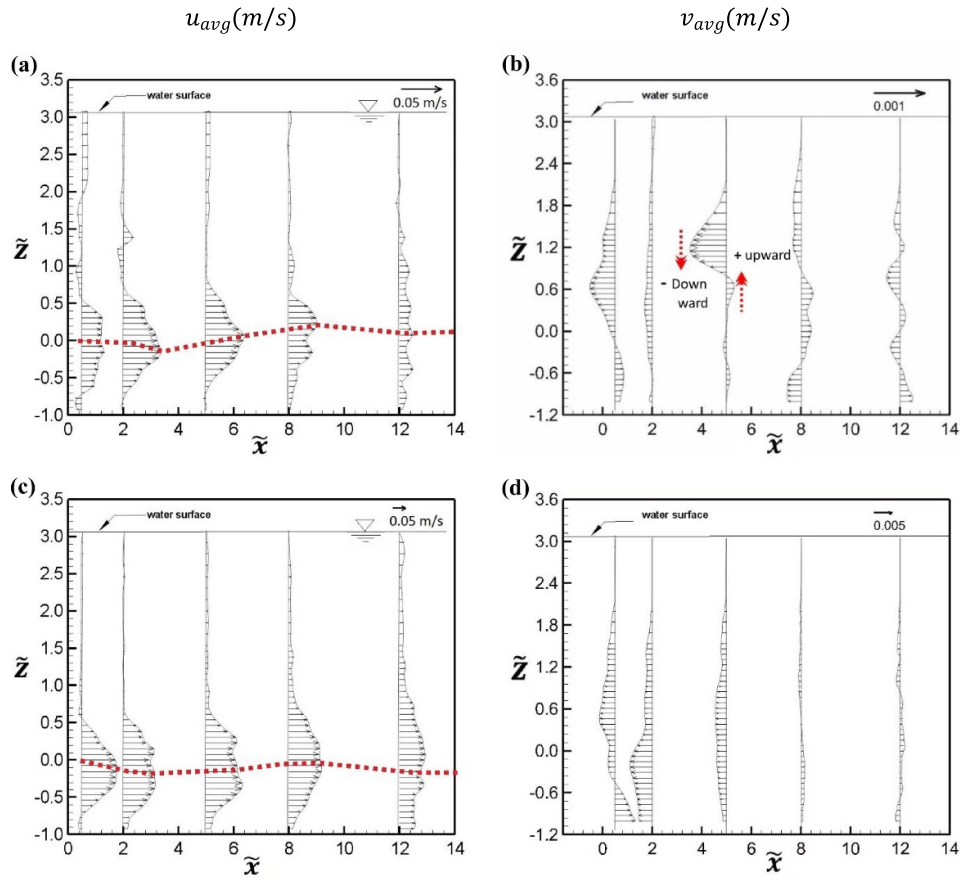 u_avg(m/s)
v_avg(m/s)
(a)
3.5
3.0
2.5
2.0
1.5
1.0
0.5
0.0
-0.5
-1.0
z̃
water surface
0.05 m/s
0 2 4 6 8 10 12 14
x̃
(b)
3.6
3.0
2.4
1.8
1.2
0.6
0.0
-0.6
-1.2
z̃
water surface
0.001
+ upward
- Down
ward
0 2 4 6 8 10 12 14
x̃
(c)
3.5
3.0
2.5
2.0
1.5
1.0
0.5
0.0
-0.5
-1.0
z̃
water surface
0.05 m/s
0 2 4 6 8 10 12 14
x̃
(d)
3.6
3.0
2.4
1.8
1.2
0.6
0.0
-0.6
-1.2
z̃
water surface
0.005
0 2 4 6 8 10 12 14
x̃